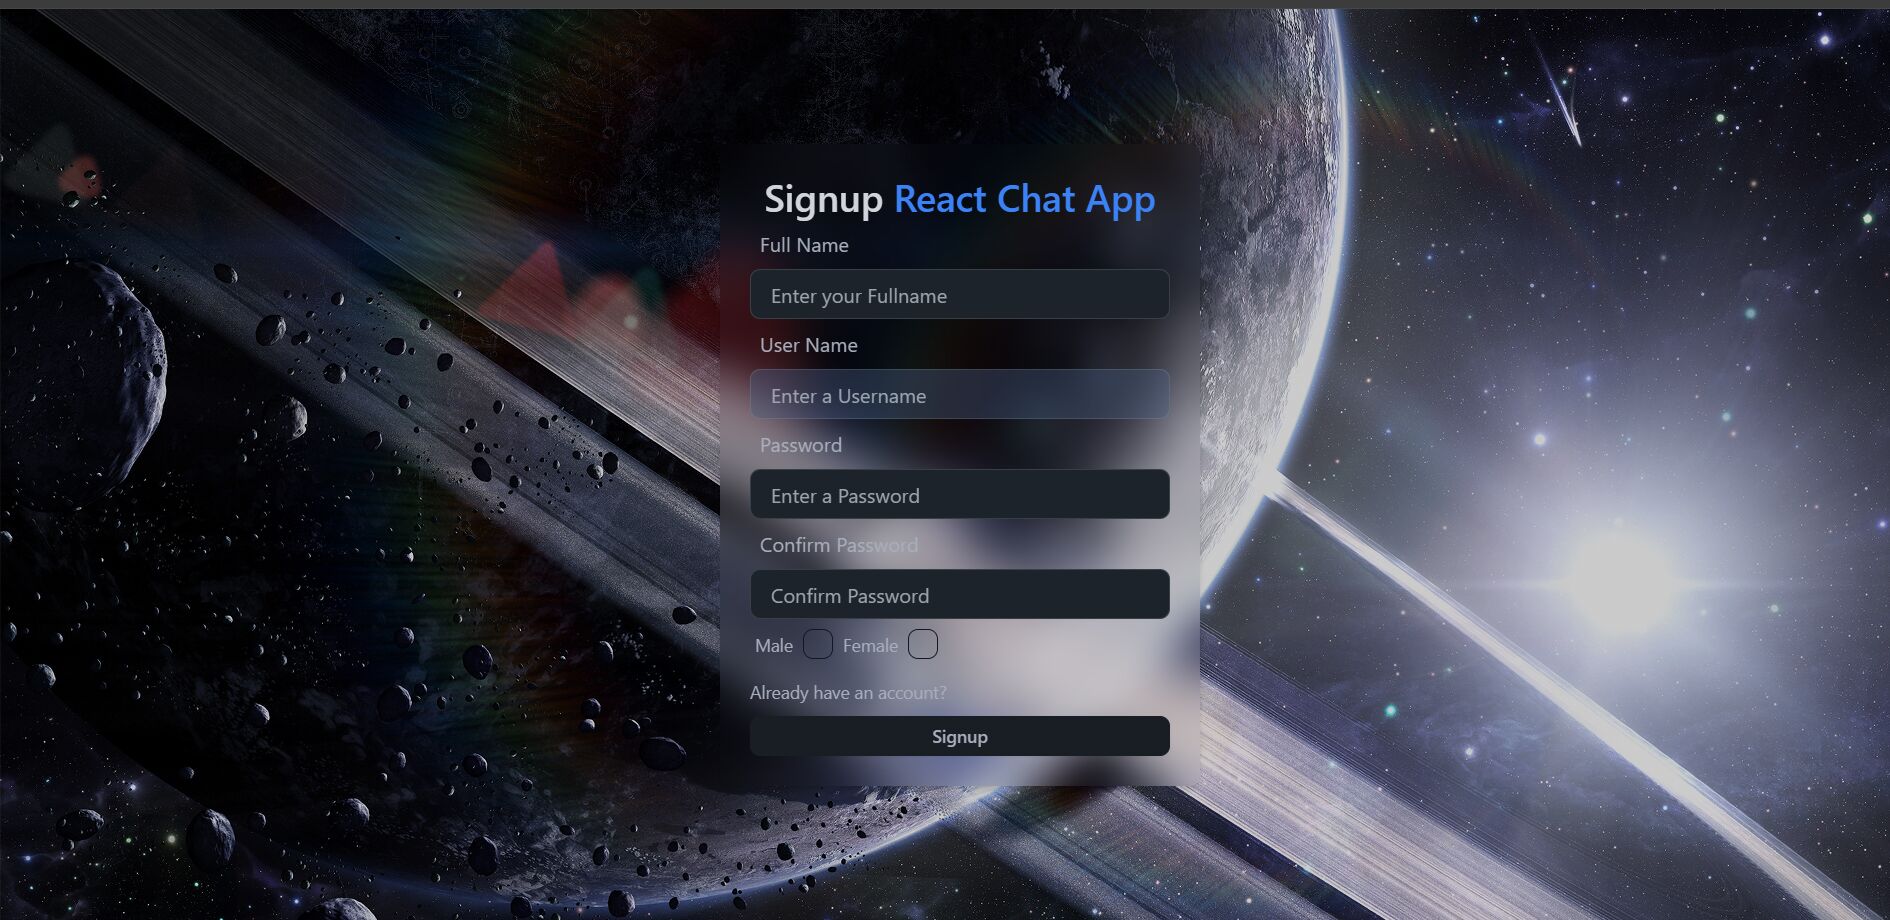 Signup React Chat App
Full Name
Enter your Fullname
User Name
Enter a Username
Password
Enter a Password
Confirm Password
Confirm Password
Male Female
Already have an account?
Signup